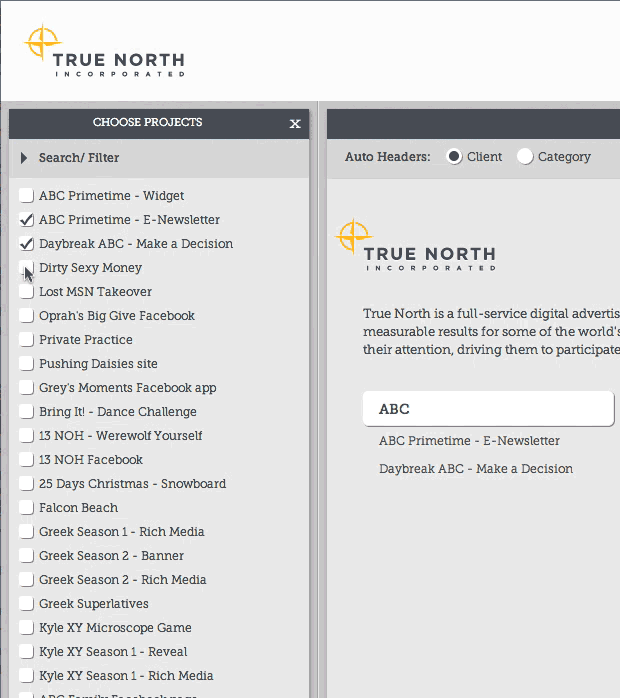 TRUE NORTH
INCORPORATED
CHOOSE PROJECTS
X
Search/ Filter
ABC Primetime - Widget
ABC Primetime - E-Newsletter
Daybreak ABC - Make a Decision
Dirty Sexy Money
Lost MSN Takeover
Oprah's Big Give Facebook
Private Practice
Pushing Daisies site
Grey's Moments Facebook app
Bring It! - Dance Challenge
13 NOH - Werewolf Yourself
13 NOH Facebook
25 Days Christmas - Snowboard
Falcon Beach
Greek Season 1 - Rich Media
Greek Season 2 - Banner
Greek Season 2 - Rich Media
Greek Superlatives
Kyle XY Microscope Game
Kyle XY Season 1 - Reveal
Kyle XY Season 1 - Rich Media
Auto Headers: Client Category
TRUE NORTH
INCORPORATED
True North is a full-service digital advertis
measurable results for some of the world's
their attention, driving them to participate
ABC
ABC Primetime - E-Newsletter
Daybreak ABC - Make a Decision